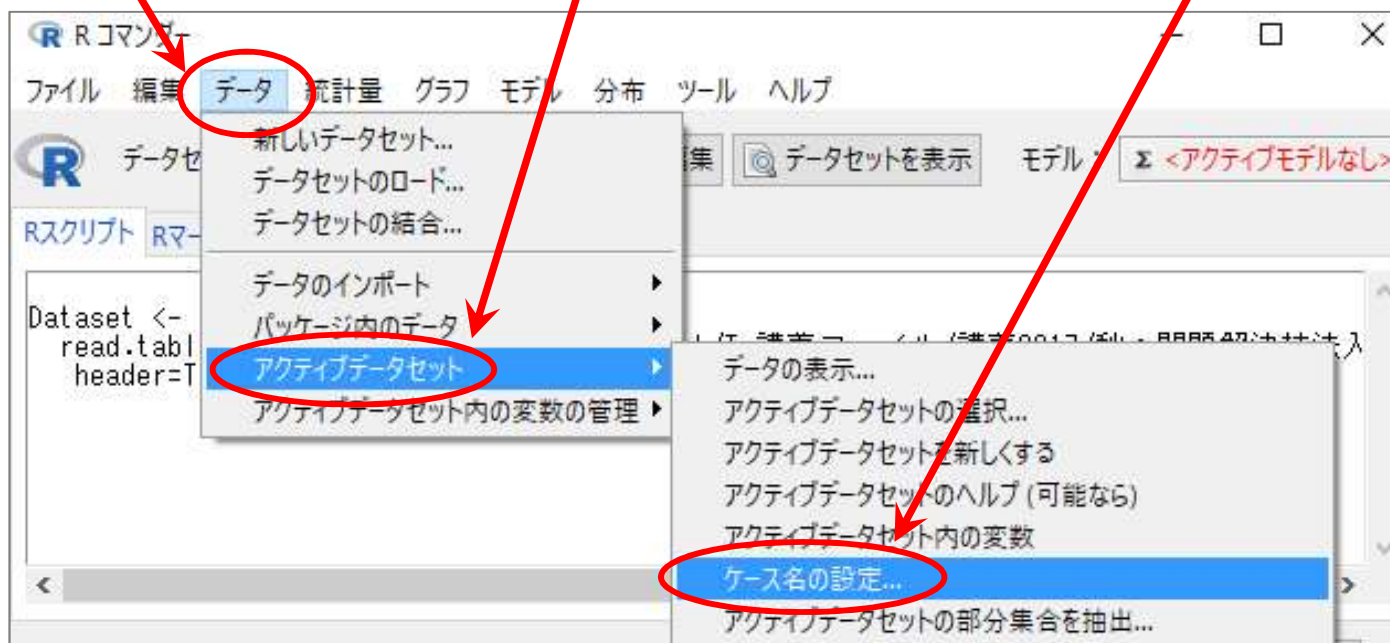 R コマンダー
ファイル 編集 データ 統計量 グラフ モデル 分布 ツール ヘルプ
データセ 集 データセットを表示 モデル: Σ <アクティブモデルなし>
Rスクリプト Rマー
新しいデータセット...
データセットのロード...
データセットの結合...
データのインポート
パッケージ内のデータ
アクティブデータセット
アクティブデータセット内の変数の管理
Dataset <-
read.tabl
header=T
データの表示...
アクティブデータセットの選択...
アクティブデータセットを新しくする
アクティブデータセットのヘルプ (可能なら)
アクティブデータセット内の変数
ケース名の設定...
アクティブデータセットの部分集合を抽出...